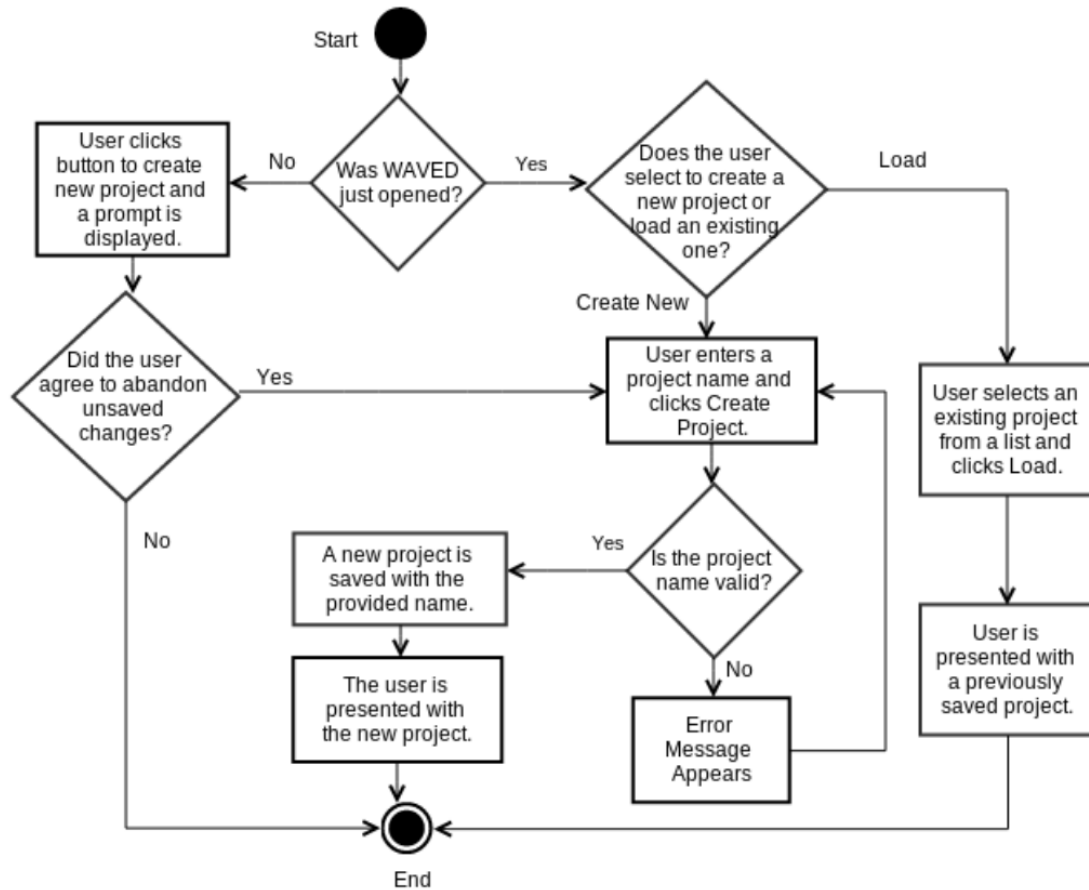 Start
User clicks
button to create
new project and
a prompt is
displayed.
No
Was WAVED
just opened?
Yes
Does the user
select to create a
new project or
load an existing
one?
Load
Create New
Did the user
agree to abandon
unsaved
changes?
Yes
User enters a
project name and
clicks Create
Project.
User selects an
existing project
from a list and
clicks Load.
No
A new project is
saved with the
provided name.
Yes
Is the project
name valid?
The user is
presented with
the new project.
No
Error
Message
Appears
User is
presented with
a previously
saved project.
End